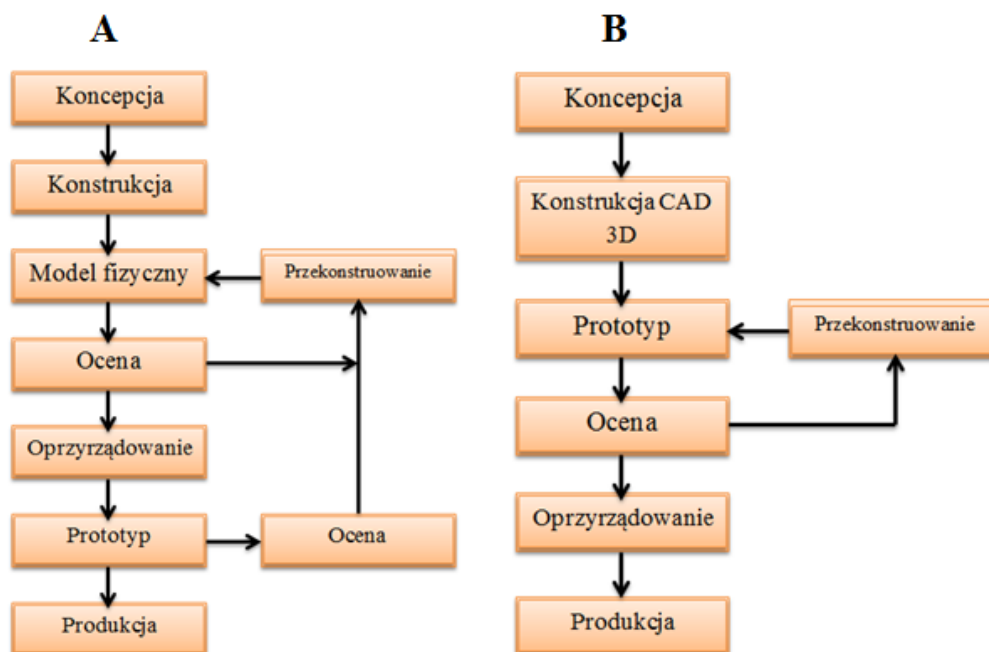 A
Koncepcja
Konstrukcja
Model fizyczny
Przekonstruowanie
Ocena
Oprzyrządowanie
Prototyp
Ocena
Produkcja
B
Koncepcja
Konstrukcja CAD
3D
Prototyp
Przekonstruowanie
Ocena
Oprzyrządowanie
Produkcja